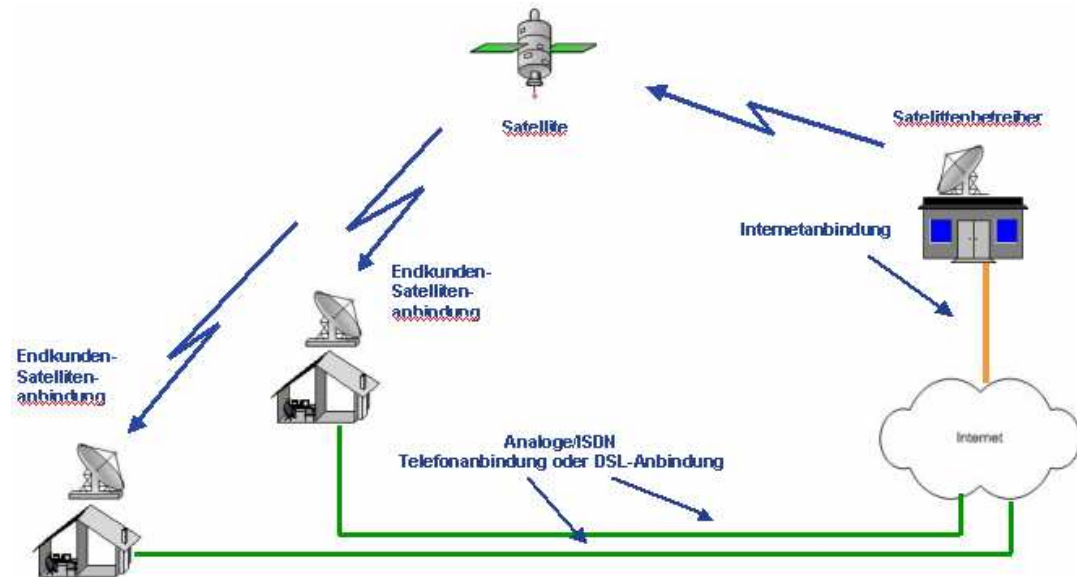 Satellite
Satelittenbetreiber
Internetanbindung
Endkunden-
Satelliten-
anbindung
Endkunden-
Satelliten-
anbindung
Internet
Analoge/ISDN
Telefonanbindung oder DSL-Anbindung